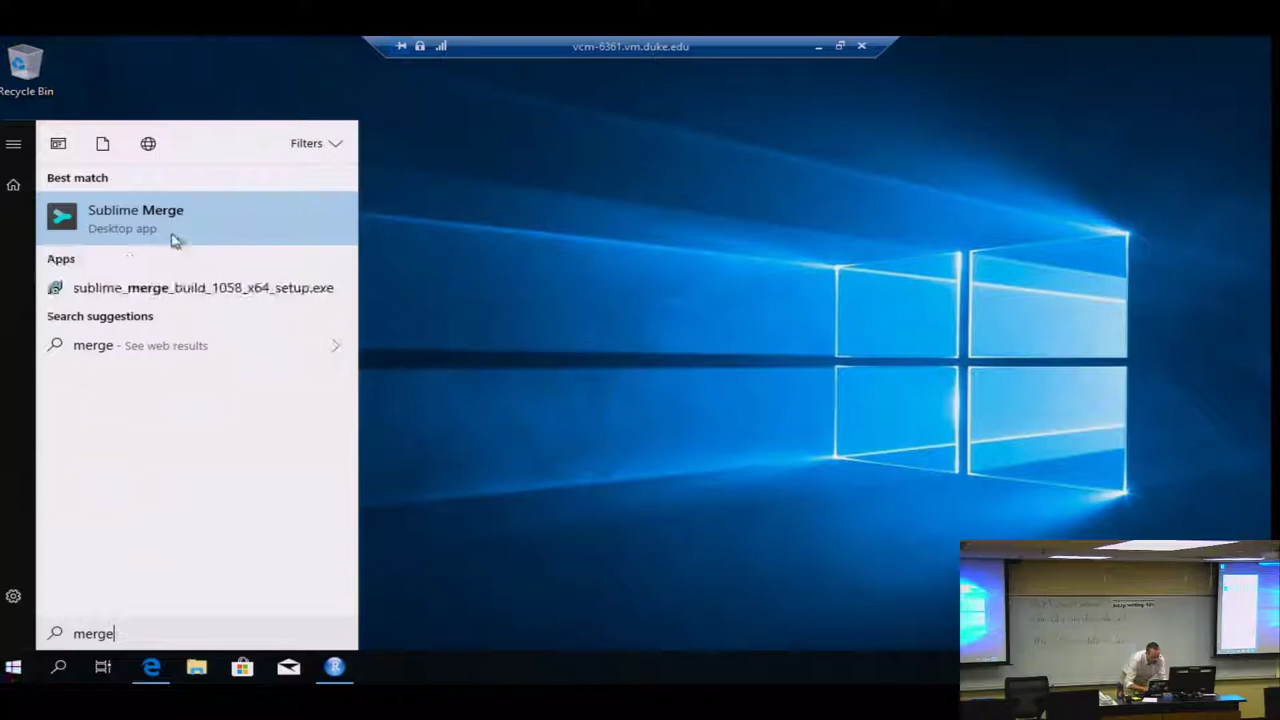 vcm-6361.vm.duke.edu
Recycle Bin
Filters
Best match
Sublime Merge
Desktop app
Apps
sublime_merge_build_1058_x64_setup.exe
Search suggestions
merge - See web results
merge